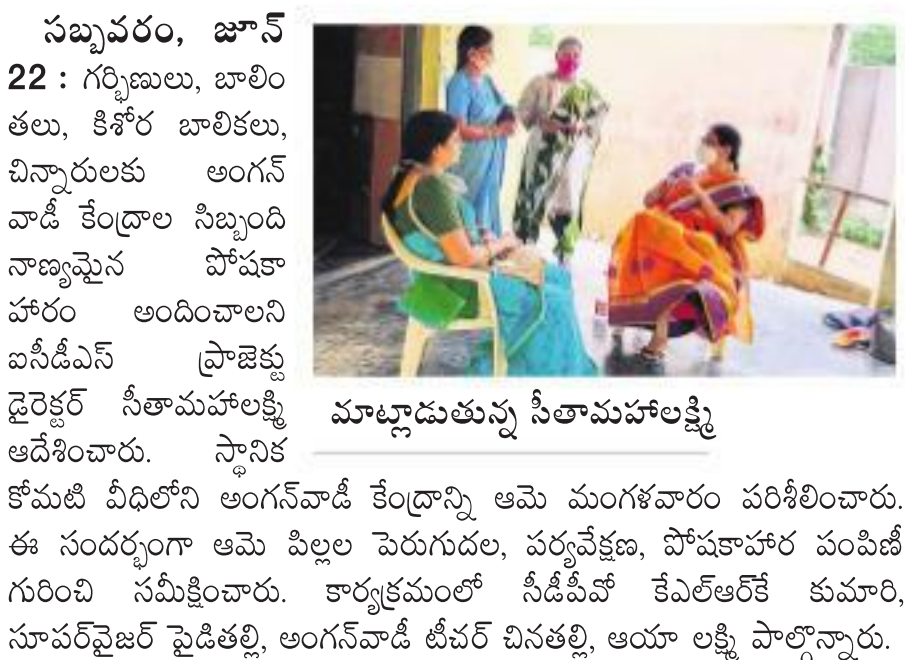 సబ్బవరం, జూన్
22 : గర్భిణులు, బాలిం
తలు, కిశోర బాలికలు,
చిన్నారులకు అంగన్
వాడీ కేంద్రాల సిబ్బంది
నాణ్యమైన పోషకా
హారం అందించాలని
ఐసీడీఎస్ ప్రాజెక్టు
డైరెక్టర్ సీతామహాలక్ష్మి
ఆదేశించారు. స్థానిక
మాట్లాడుతున్న సీతామహాలక్ష్మి
కోమటి వీధిలోని అంగన్‌వాడీ కేంద్రాన్ని ఆమె మంగళవారం పరిశీలించారు.
ఈ సందర్భంగా ఆమె పిల్లల పెరుగుదల, పర్యవేక్షణ, పోషకాహార పంపిణీ
గురించి సమీక్షించారు. కార్యక్రమంలో సీడీపీవో కేఎల్‌ఆర్‌కే కుమారి,
సూపర్‌వైజర్ పైడితల్లి, అంగన్‌వాడీ టీచర్ చినతల్లి, ఆయా లక్ష్మి పాల్గొన్నారు.